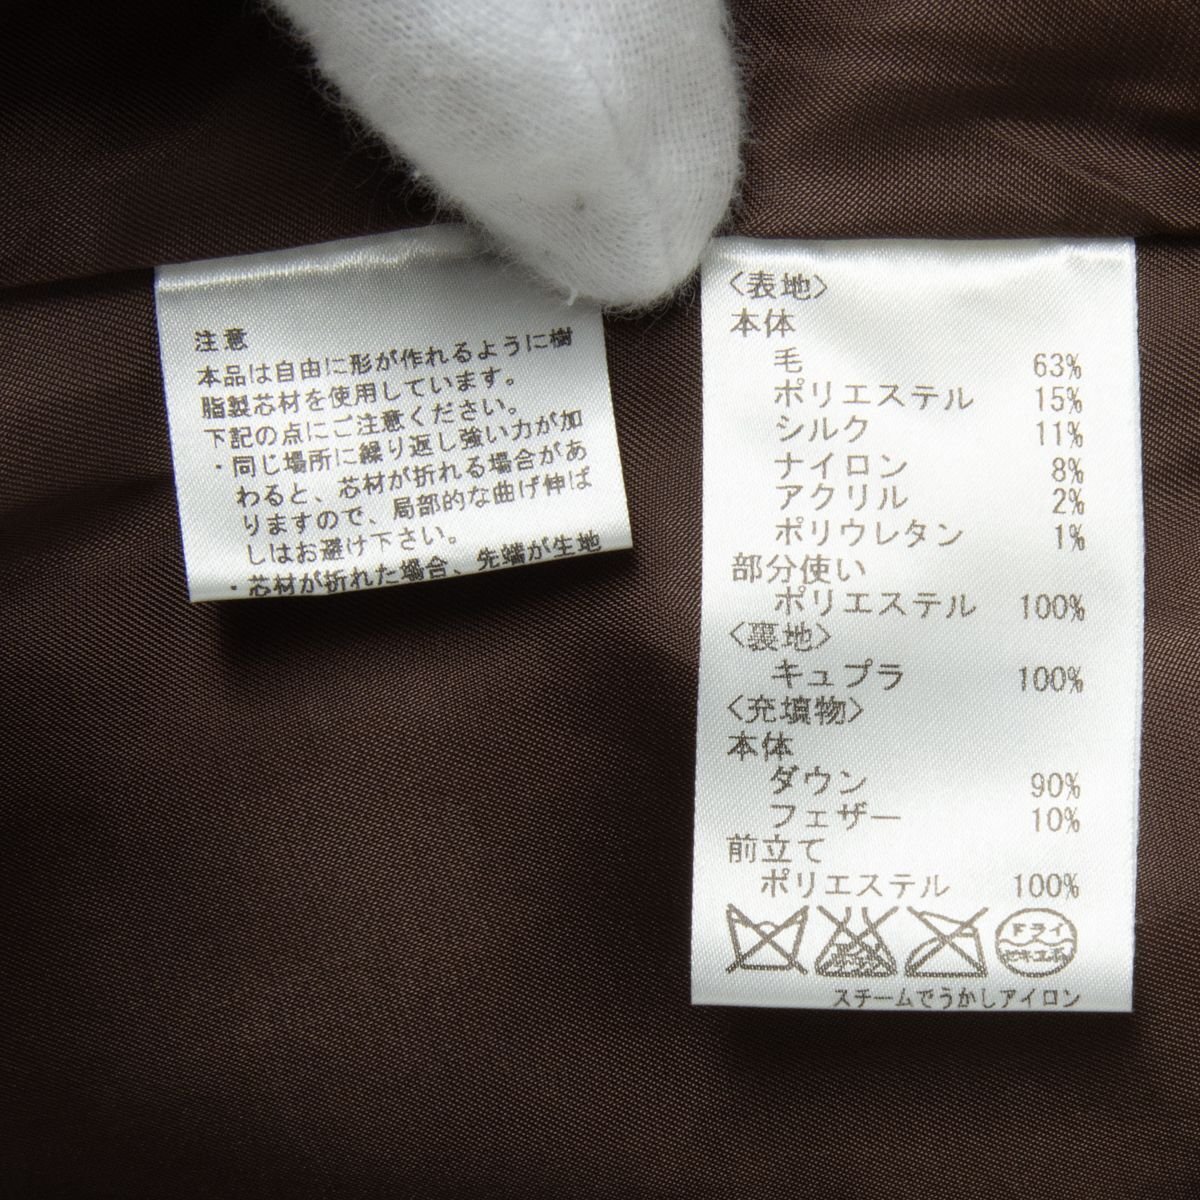 注意
本品は自由に形が作れるように樹
脂製芯材を使用しています。
下記の点にご注意ください。
・同じ場所に繰り返し強い力が加
わると、芯材が折れる場合があ
りますので、局部的な曲げ伸ば
しはお避け下さい。
・芯材が折れた場合、先端が生地
〈表地〉
本体
毛 63%
ポリエステル 15%
シルク 11%
ナイロン 8%
アクリル 2%
ポリウレタン 1%
部分使い
ポリエステル 100%
〈裏地〉
キュプラ 100%
〈充填物〉
本体
ダウン 90%
フェザー 10%
前立て
ポリエステル 100%
ドライ
セキユ系
スチームでうかしアイロン